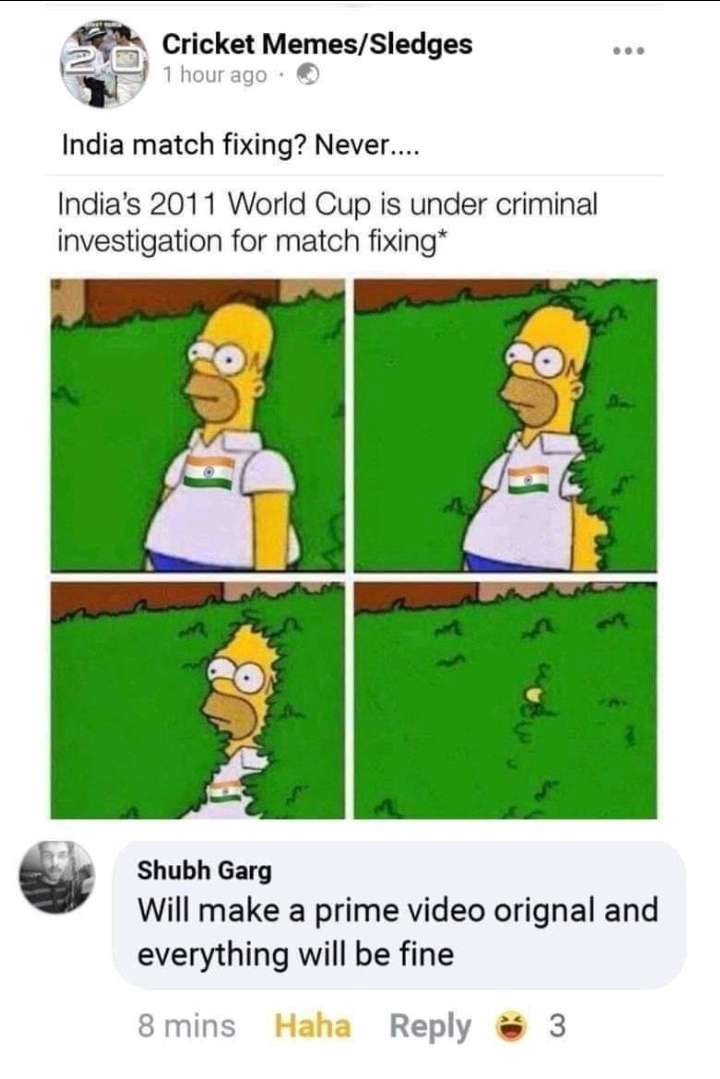 2.0
Cricket Memes/Sledges
1 hour ago ·
India match fixing? Never....
India's 2011 World Cup is under criminal
investigation for match fixing*
Shubh Garg
Will make a prime video orignal and
everything will be fine
8 mins Haha Reply 3